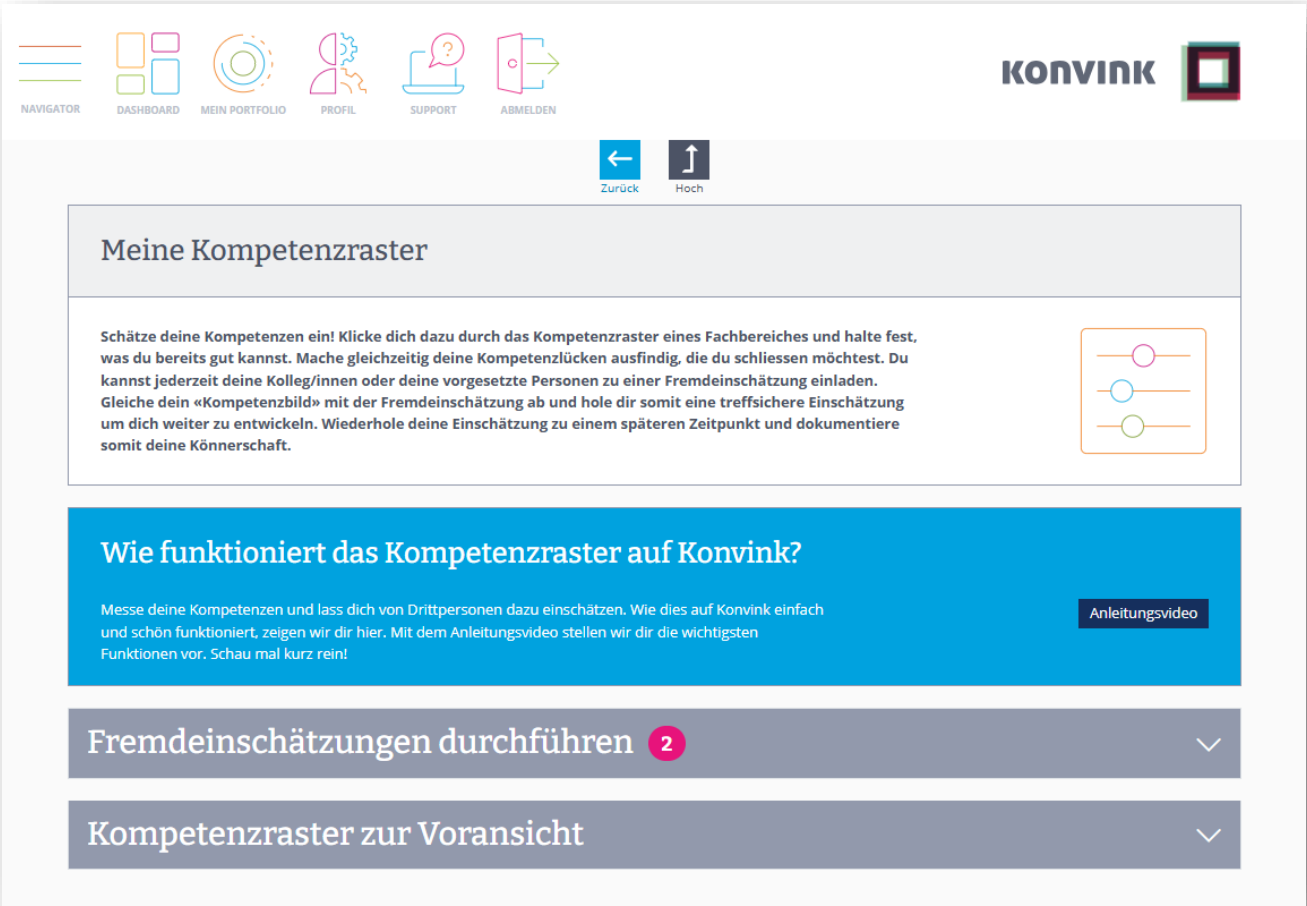 NAVIGATOR
DASHBOARD
MEIN PORTFOLIO
PROFIL
?
SUPPORT
ABMELDEN
KONVINK
Zurück
Hoch
Meine Kompetenzraster
Schätze deine Kompetenzen ein! Klicke dich dazu durch das Kompetenzraster eines Fachbereiches und halte fest,
was du bereits gut kannst. Mache gleichzeitig deine Kompetenzlücken ausfindig, die du schliessen möchtest. Du
kannst jederzeit deine Kolleg/innen oder deine vorgesetzte Personen zu einer Fremdeinschätzung einladen.
Gleiche dein «Kompetenzbild» mit der Fremdeinschätzung ab und hole dir somit eine treffsichere Einschätzung
um dich weiter zu entwickeln. Wiederhole deine Einschätzung zu einem späteren Zeitpunkt und dokumentiere
somit deine Könnerschaft.
Wie funktioniert das Kompetenzraster auf Konvink?
Messe deine Kompetenzen und lass dich von Drittpersonen dazu einschätzen. Wie dies auf Konvink einfach
und schön funktioniert, zeigen wir dir hier. Mit dem Anleitungsvideo stellen wir dir die wichtigsten
Funktionen vor. Schau mal kurz rein!
Anleitungsvideo
Fremdeinschätzungen durchführen 2
Kompetenzraster zur Voransicht